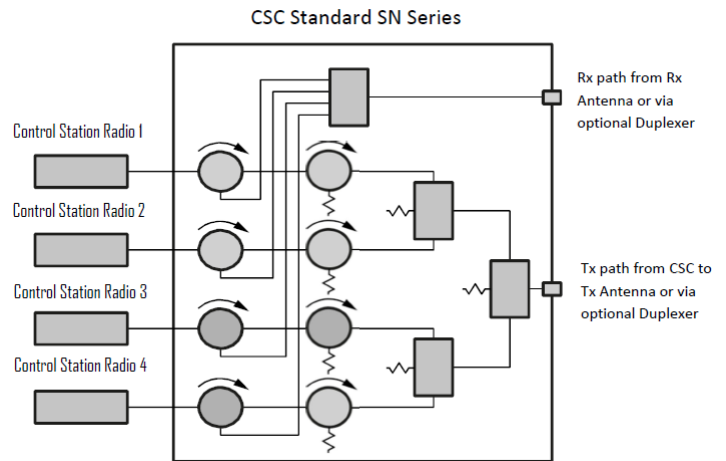 CSC Standard SN Series
Rx path from Rx
Antenna or via
optional Duplexer
Control Station Radio 1
Control Station Radio 2
Control Station Radio 3
Control Station Radio 4
Tx path from CSC to
Tx Antenna or via
optional Duplexer